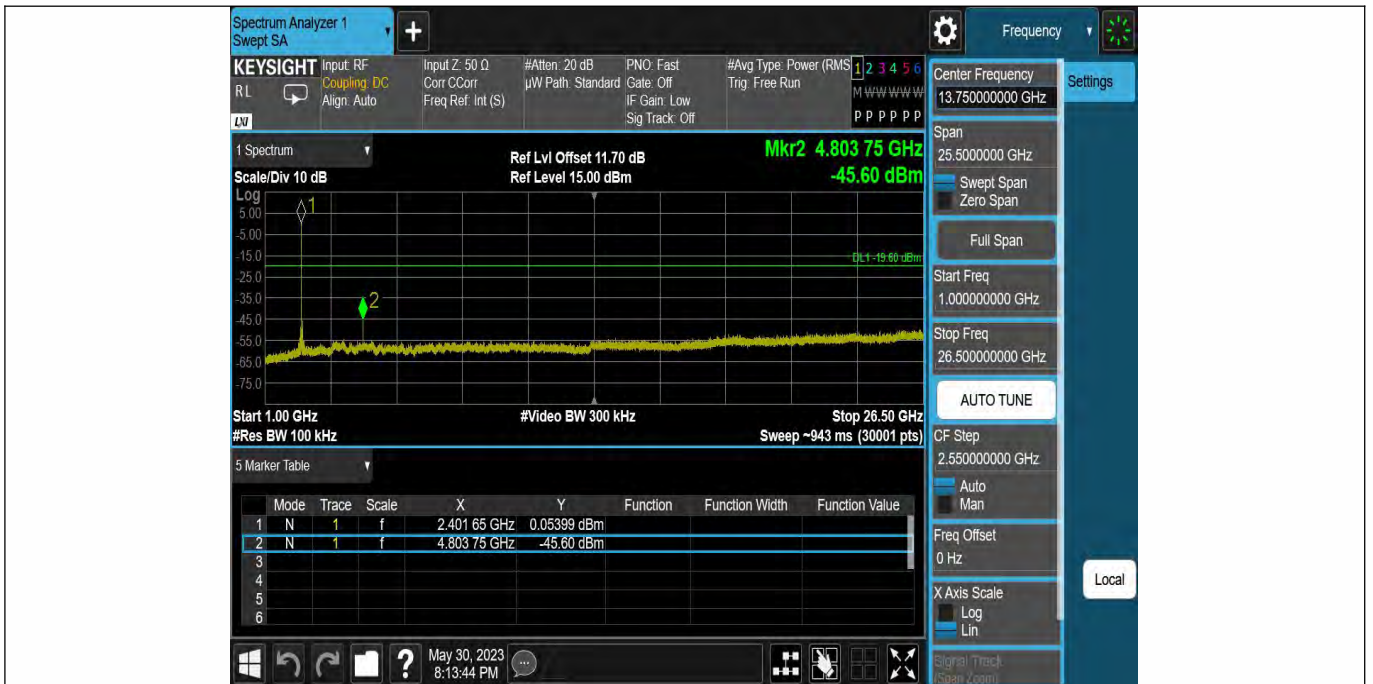 Spectrum Analyzer 1
Swept SA
+
Frequency
KEYSIGHT
RL
LXI
Input: RF
Coupling: DC
Align: Auto
Input Z: 50 Ω
Corr CCorr
Freq Ref: Int (S)
#Atten: 20 dB
µW Path: Standard
PNO: Fast
Gate: Off
IF Gain: Low
Sig Track: Off
#Avg Type: Power (RMS
Trig: Free Run
1 2 3 4 5 6
M W W W W W
P P P P P P
1 Spectrum
Scale/Div 10 dB
Ref Lvl Offset 11.70 dB
Ref Level 15.00 dBm
Mkr2 4.803 75 GHz
-45.60 dBm
Log
5.00
-5.00
-15.0
-25.0
-35.0
-45.0
-55.0
-65.0
-75.0
1
2
DL1 -19.60 dBm
Start 1.00 GHz
#Res BW 100 kHz
#Video BW 300 kHz
Stop 26.50 GHz
Sweep ~943 ms (30001 pts)
5 Marker Table
Mode Trace Scale X Y Function Function Width Function Value
1 N 1 f 2.401 65 GHz 0.05399 dBm
2 N 1 f 4.803 75 GHz -45.60 dBm
3
4
5
6
?
May 30, 2023
8:13:44 PM
Center Frequency
13.750000000 GHz
Settings
Span
25.5000000 GHz
Swept Span
Zero Span
Full Span
Start Freq
1.000000000 GHz
Stop Freq
26.500000000 GHz
AUTO TUNE
CF Step
2.550000000 GHz
Auto
Man
Freq Offset
0 Hz
X Axis Scale
Log
Lin
Signal Track
(Span Zoom)
Local